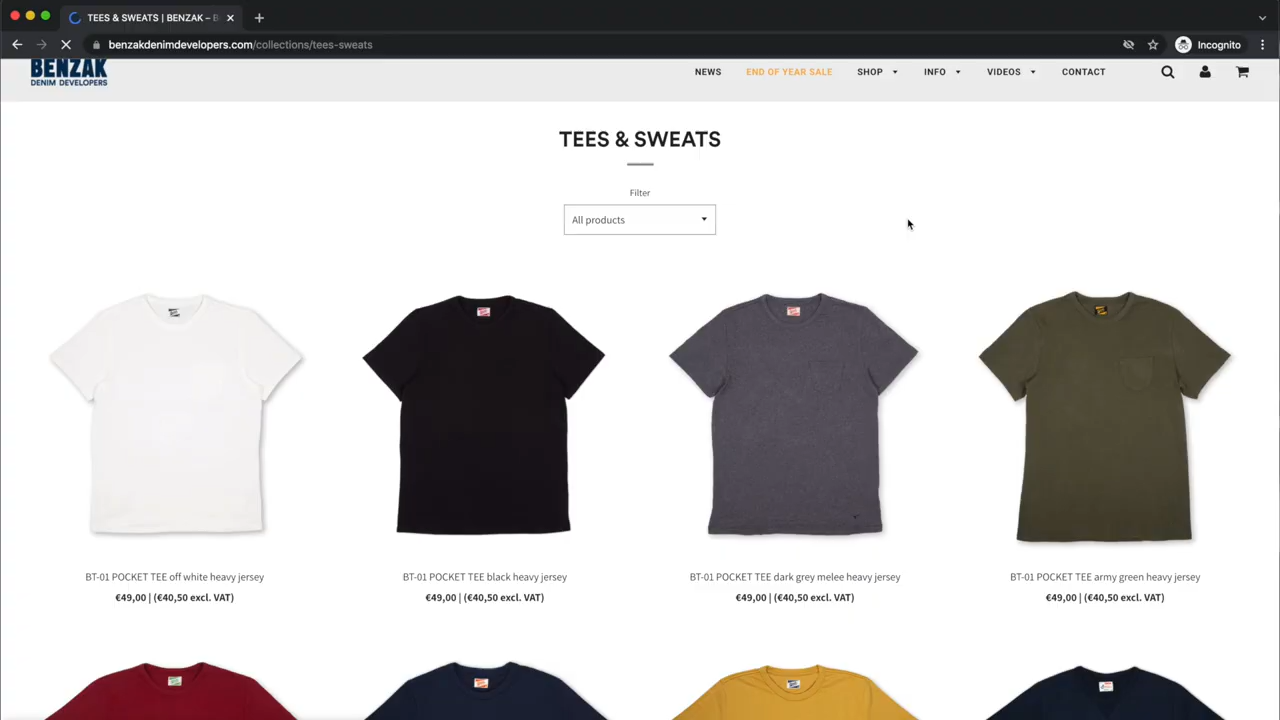 TEES & SWEATS | BENZAK – B
benzakdenimdevelopers.com/collections/tees-sweats
Incognito
BENZAK
DENIM DEVELOPERS
NEWS
END OF YEAR SALE
SHOP
INFO
VIDEOS
CONTACT
TEES & SWEATS
Filter
All products
BT-01 POCKET TEE off white heavy jersey
€49,00 | (€40,50 excl. VAT)
BT-01 POCKET TEE black heavy jersey
€49,00 | (€40,50 excl. VAT)
BT-01 POCKET TEE dark grey melee heavy jersey
€49,00 | (€40,50 excl. VAT)
BT-01 POCKET TEE army green heavy jersey
€49,00 | (€40,50 excl. VAT)